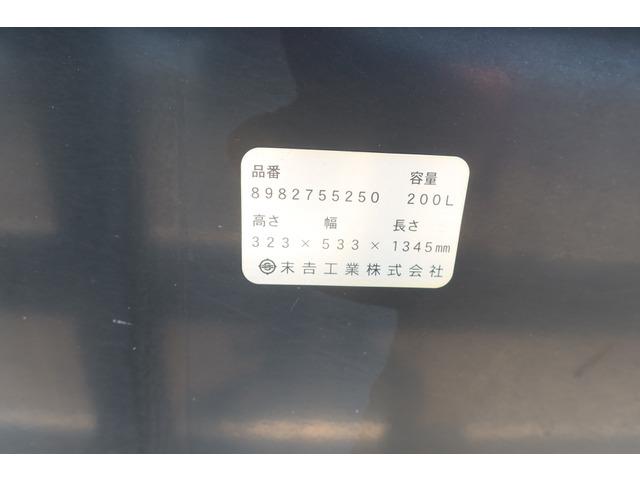 品番 容量
8982755250 200L
高さ 幅 長さ
323 × 533 × 1345mm
末吉工業株式会社